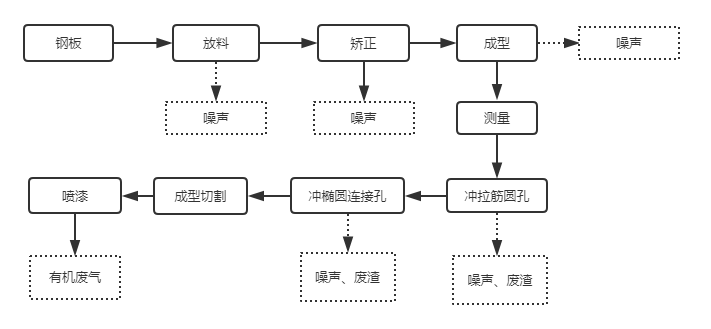 钢板
放料
矫正
成型
噪声
噪声
噪声
测量
喷漆
成型切割
冲椭圆连接孔
冲拉筋圆孔
有机废气
噪声、废渣
噪声、废渣